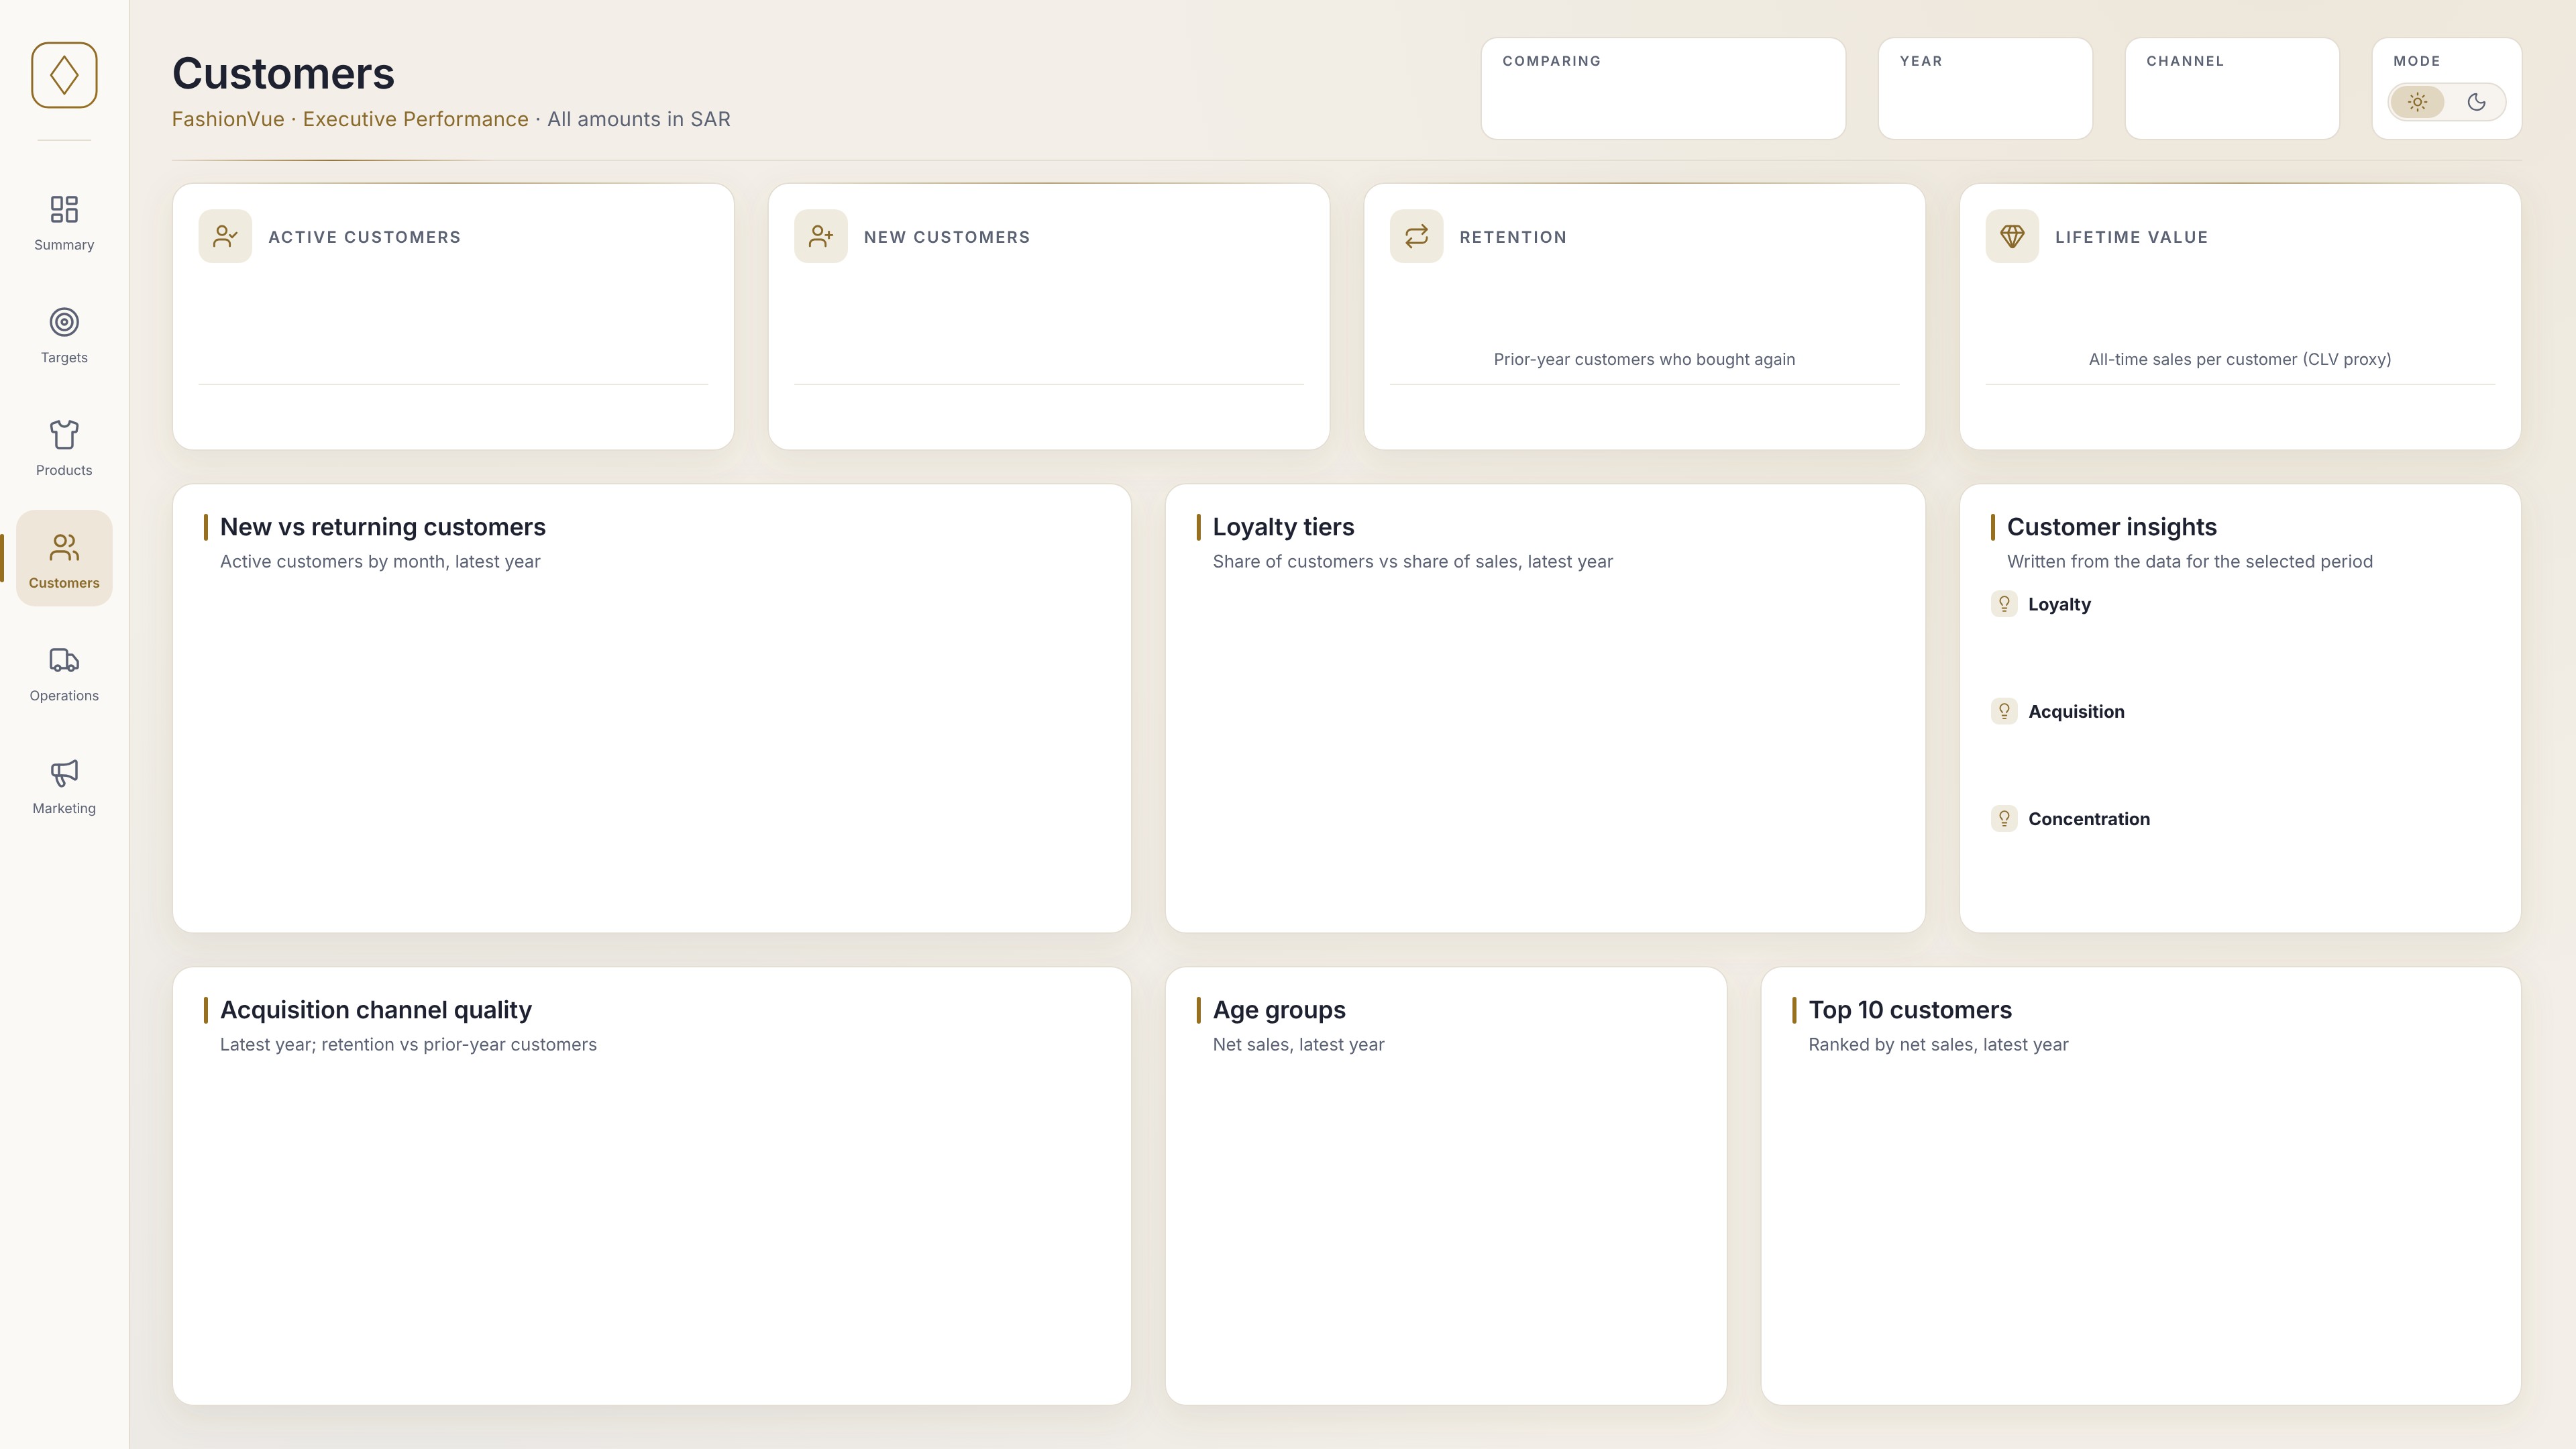 Customers
FashionVue · Executive Performance · All amounts in SAR
COMPARING
YEAR
CHANNEL
MODE
Summary
Targets
Products
Customers
Operations
Marketing
ACTIVE CUSTOMERS
NEW CUSTOMERS
RETENTION
Prior-year customers who bought again
LIFETIME VALUE
All-time sales per customer (CLV proxy)
New vs returning customers
Active customers by month, latest year
Loyalty tiers
Share of customers vs share of sales, latest year
Customer insights
Written from the data for the selected period
Loyalty
Acquisition
Concentration
Acquisition channel quality
Latest year; retention vs prior-year customers
Age groups
Net sales, latest year
Top 10 customers
Ranked by net sales, latest year